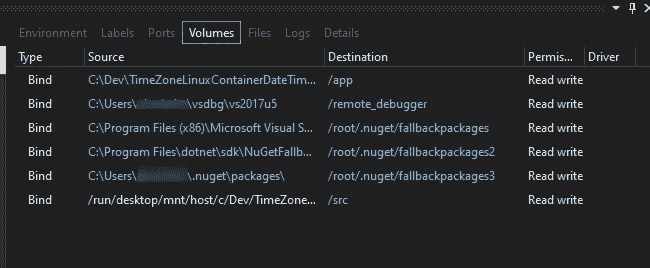 Environment Labels Ports Volumes Files Logs Details
Type Source Destination Permis... Driver
Bind C:\Dev\TimeZoneLinuxContainerDateTim... /app Read write
Bind C:\Users\ \vsdbg\vs2017u5 /remote_debugger Read write
Bind C:\Program Files (x86)\Microsoft Visual S... /root/.nuget/fallbackpackages Read write
Bind C:\Program Files\dotnet\sdk\NuGetFallb... /root/.nuget/fallbackpackages2 Read write
Bind C:\Users\ \.nuget\packages\ /root/.nuget/fallbackpackages3 Read write
Bind /run/desktop/mnt/host/c/Dev/TimeZone... /src Read write